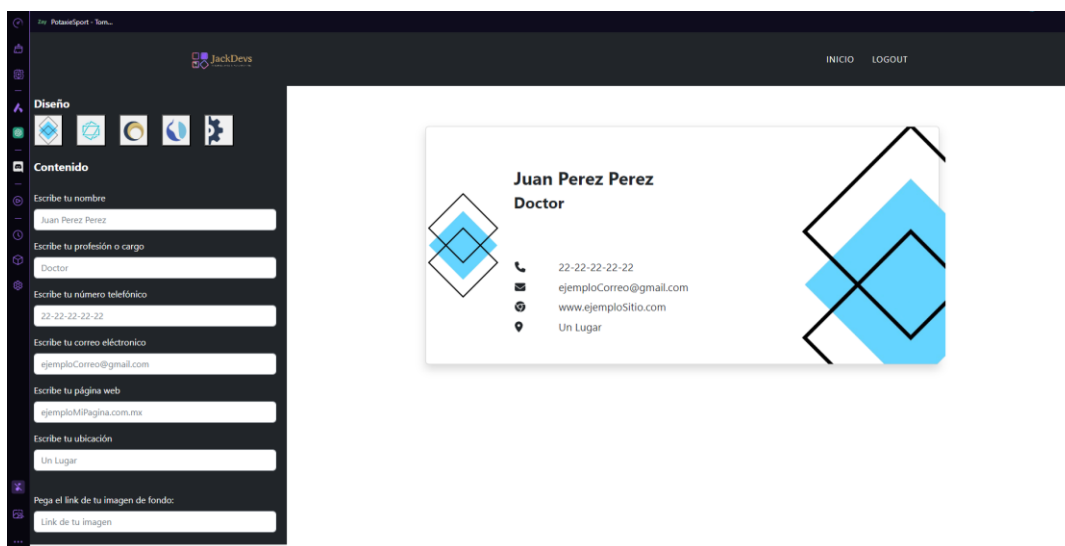 Joy PotaxieSport - Tom...
JackDevs
INICIO LOGOUT
Diseño
Contenido
Escribe tu nombre
Juan Perez Perez
Escribe tu profesión o cargo
Doctor
Escribe tu número telefónico
22-22-22-22-22
Escribe tu correo eléctronico
ejemploCorreo@gmail.com
Escribe tu página web
ejemploMiPagina.com.mx
Escribe tu ubicación
Un Lugar
Pega el link de tu imagen de fondo:
Link de tu imagen
Juan Perez Perez
Doctor
22-22-22-22-22
ejemploCorreo@gmail.com
www.ejemploSitio.com
Un Lugar